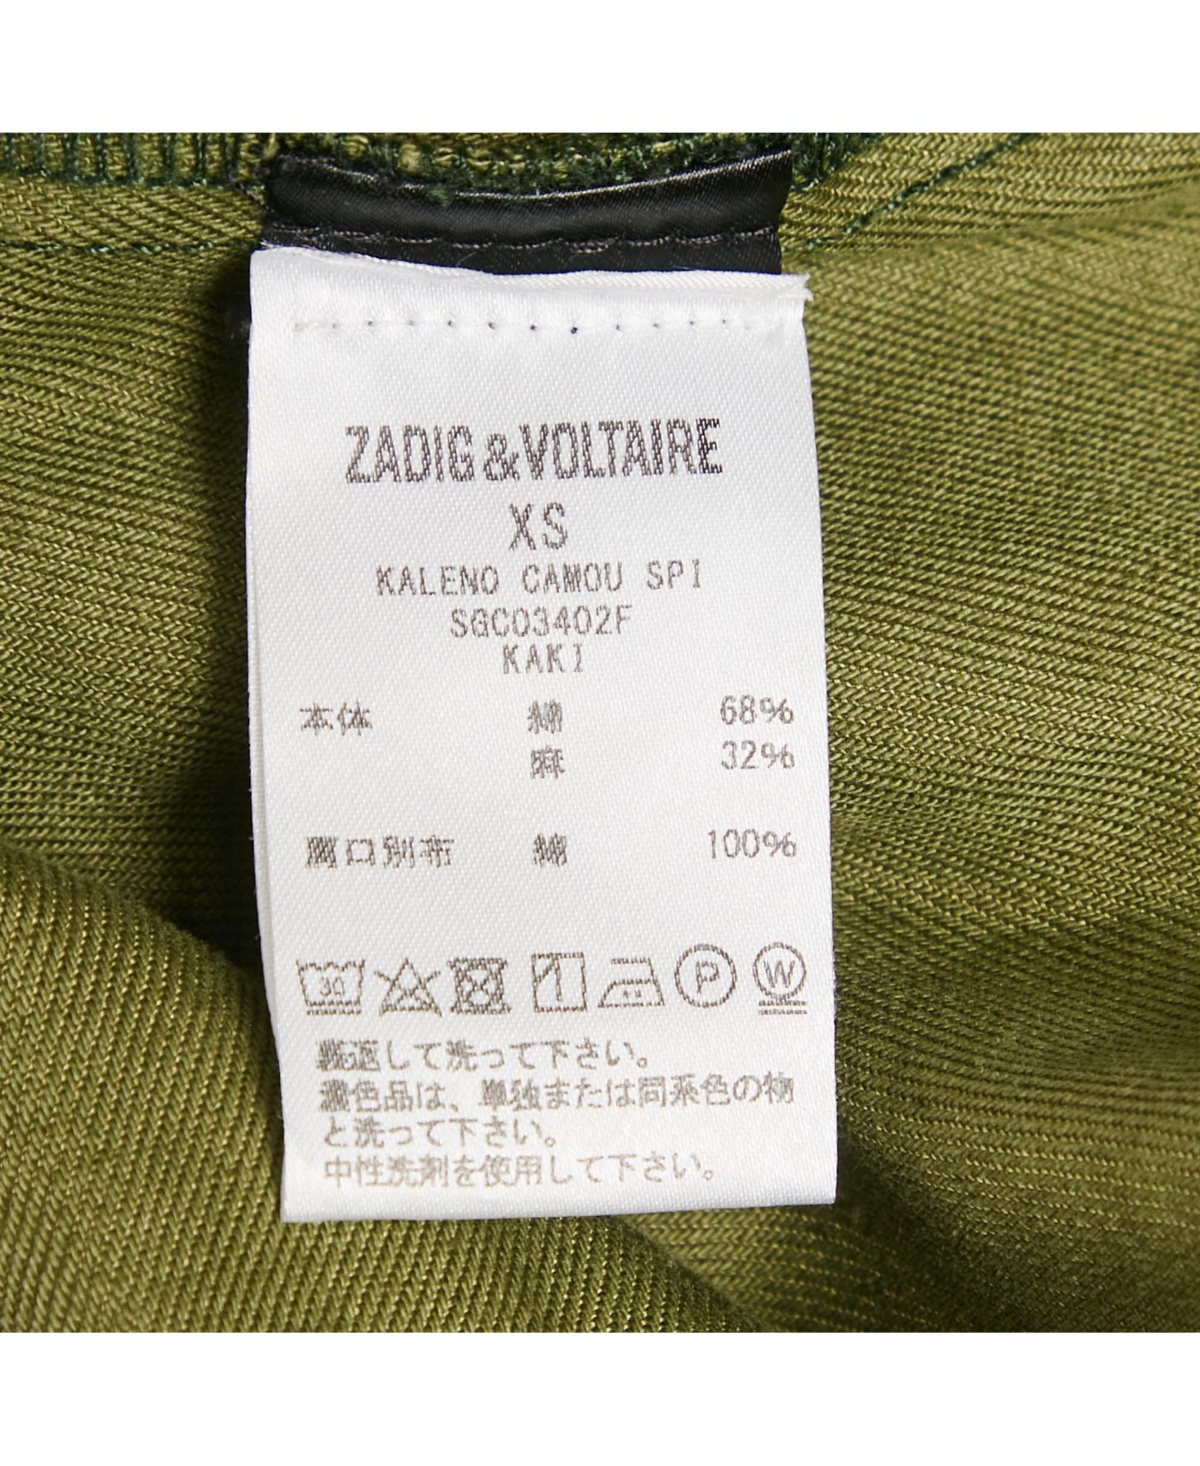 ZADIG&VOLTAIRE
XS
KALENO CAMOU SPI
SGC03402F
KAKI
本体 綿 68%
麻 32%
開口別布 綿 100%
30 P W
裏返して洗って下さい。
濃色品は、単独または同系色の物
と洗って下さい。
中性洗剤を使用して下さい。